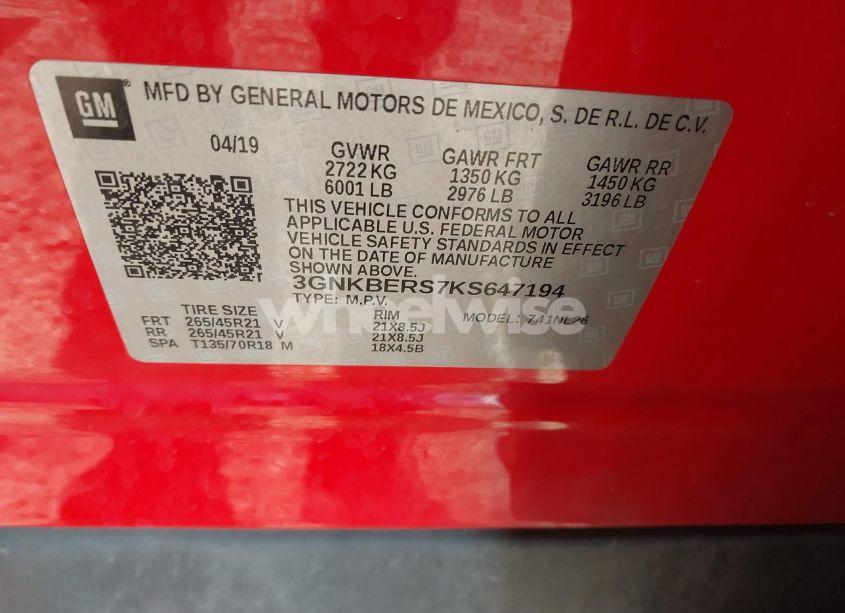 GM
MFD BY GENERAL MOTORS DE MEXICO, S. DE R.L. DE C.V.
04/19
GVWR
2722 KG
6001 LB
GAWR FRT
1350 KG
2976 LB
GAWR RR
1450 KG
3196 LB
THIS VEHICLE CONFORMS TO ALL
APPLICABLE U.S. FEDERAL MOTOR
VEHICLE SAFETY STANDARDS IN EFFECT
ON THE DATE OF MANUFACTURE
SHOWN ABOVE.
3GNKBERS7KS647194
TYPE: M.P.V.
MODEL: 741NL26
TIRE SIZE RIM
FRT 265/45R21 V 21X8.5J
RR 265/45R21 V 21X8.5J
SPA T135/70R18 M 18X4.5B
wheelwise